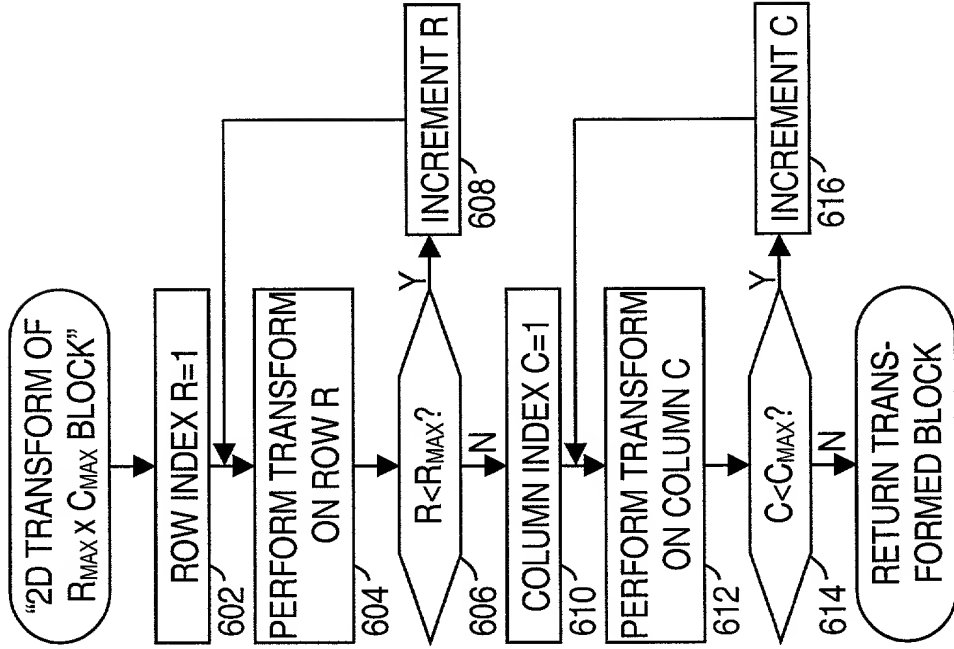 “2D TRANSFORM OF
RMAX X CMAX BLOCK”
ROW INDEX R=1
602
PERFORM TRANSFORM
ON ROW R
604
R<RMAX?
606
Y
N
INCREMENT R
608
COLUMN INDEX C=1
610
PERFORM TRANSFORM
ON COLUMN C
612
C<CMAX?
614
Y
N
INCREMENT C
616
RETURN TRANS-
FORMED BLOCK